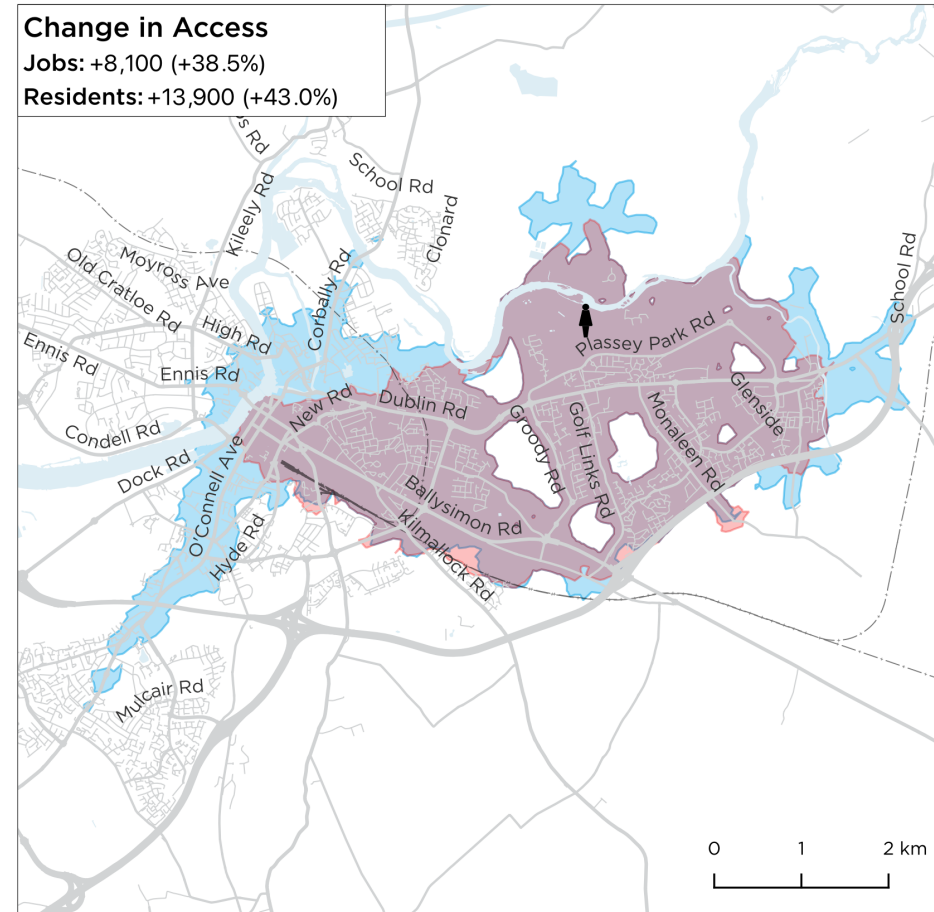 Change in Access
Jobs: +8,100 (+38.5%)
Residents: +13,900 (+43.0%)
Rd
School Rd
Kileely Rd
Clonard
School Rd
Corbally Rd
Moyross Ave
Old Cratloe Rd
High Rd
Plassey Park Rd
Ennis Rd
Ennis Rd
Glenside
New Rd
Dublin Rd
Groody Rd
Golf Links Rd
Monaleen Rd
Condell Rd
Dock Rd
O'Connell Ave
Ballysimon Rd
Hyde Rd
Kilmallock Rd
Mulcair Rd
0 1 2 km